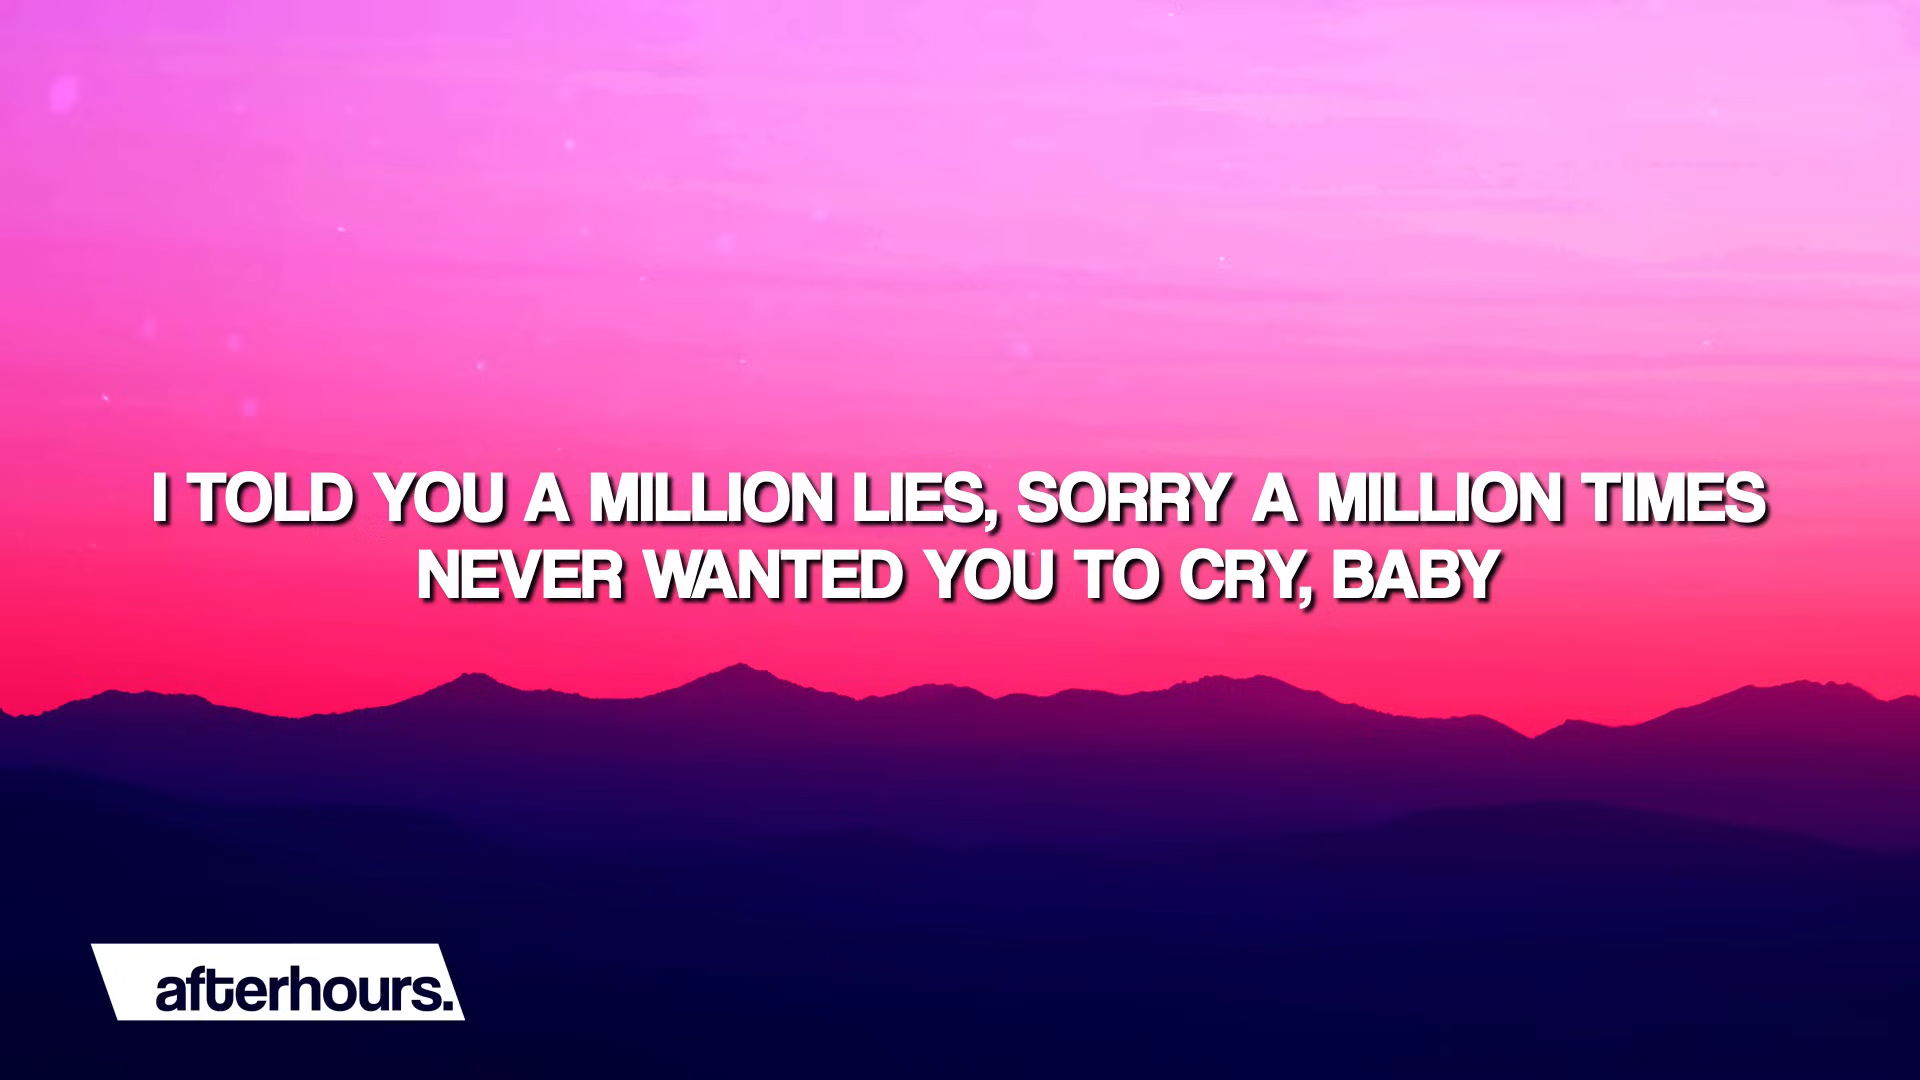 I TOLD YOU A MILLION LIES, SORRY A MILLION TIMES
NEVER WANTED YOU TO CRY, BABY
afterhours.